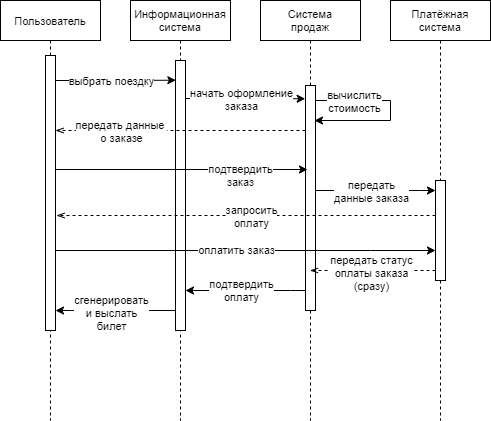 Пользователь
Информационная
система
Система
продаж
Платёжная
система
выбрать поездку
начать оформление
заказа
вычислить
стоимость
передать данные
о заказе
подтвердить
заказ
передать
данные заказа
запросить
оплату
оплатить заказ
передать статус
оплаты заказа
(сразу)
подтвердить
оплату
сгенерировать
и выслать
билет